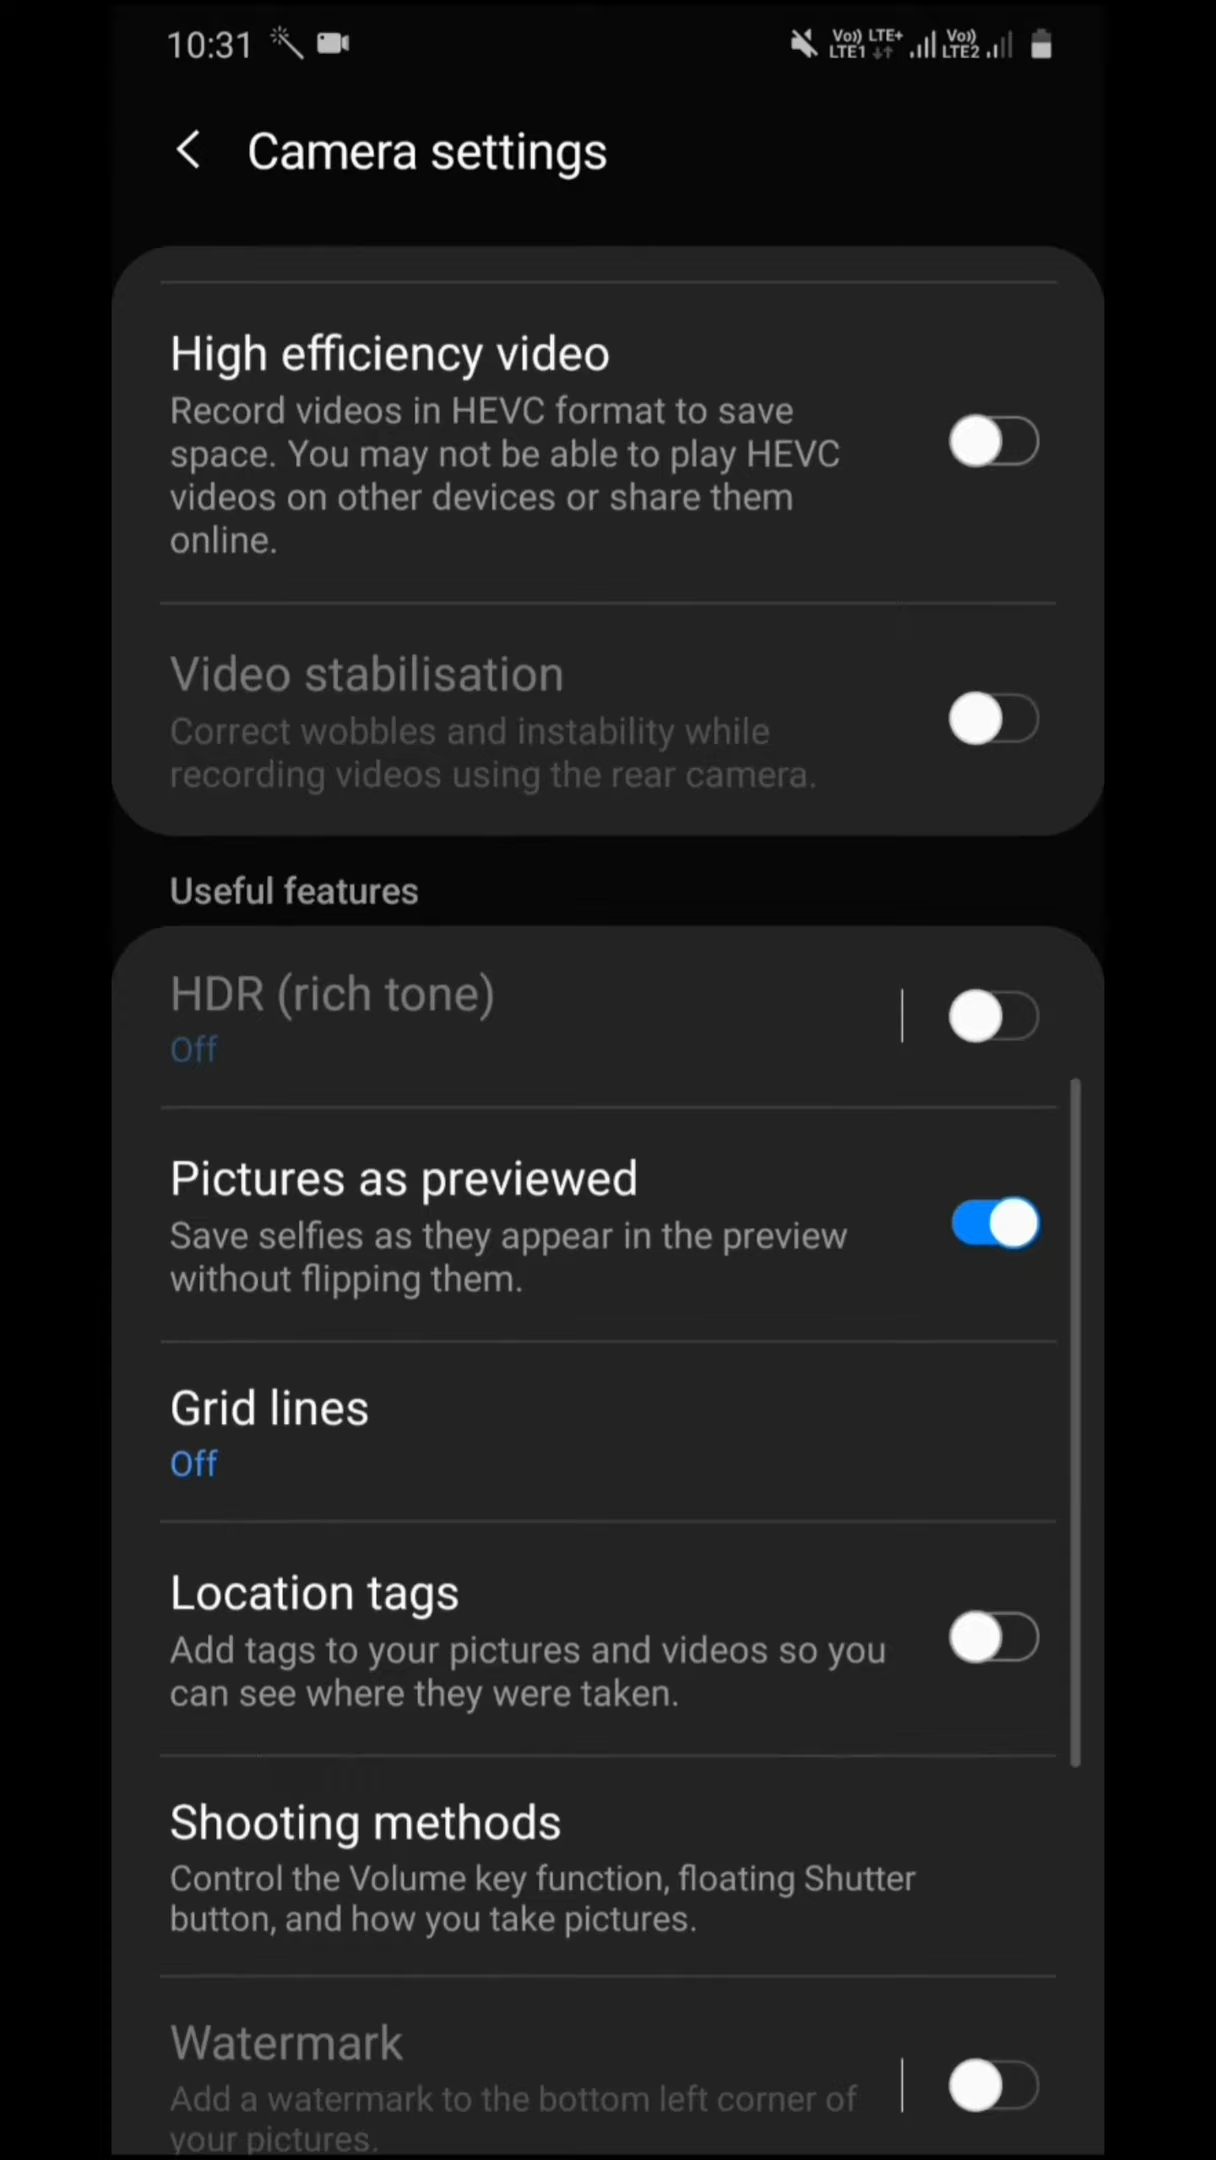 10:31 Vo)) LTE+ Vo))
LTE1 LTE2
Camera settings
High efficiency video
Record videos in HEVC format to save
space. You may not be able to play HEVC
videos on other devices or share them
online.
Video stabilisation
Correct wobbles and instability while
recording videos using the rear camera.
Useful features
HDR (rich tone)
Off
Pictures as previewed
Save selfies as they appear in the preview
without flipping them.
Grid lines
Off
Location tags
Add tags to your pictures and videos so you
can see where they were taken.
Shooting methods
Control the Volume key function, floating Shutter
button, and how you take pictures.
Watermark
Add a watermark to the bottom left corner of
your pictures.